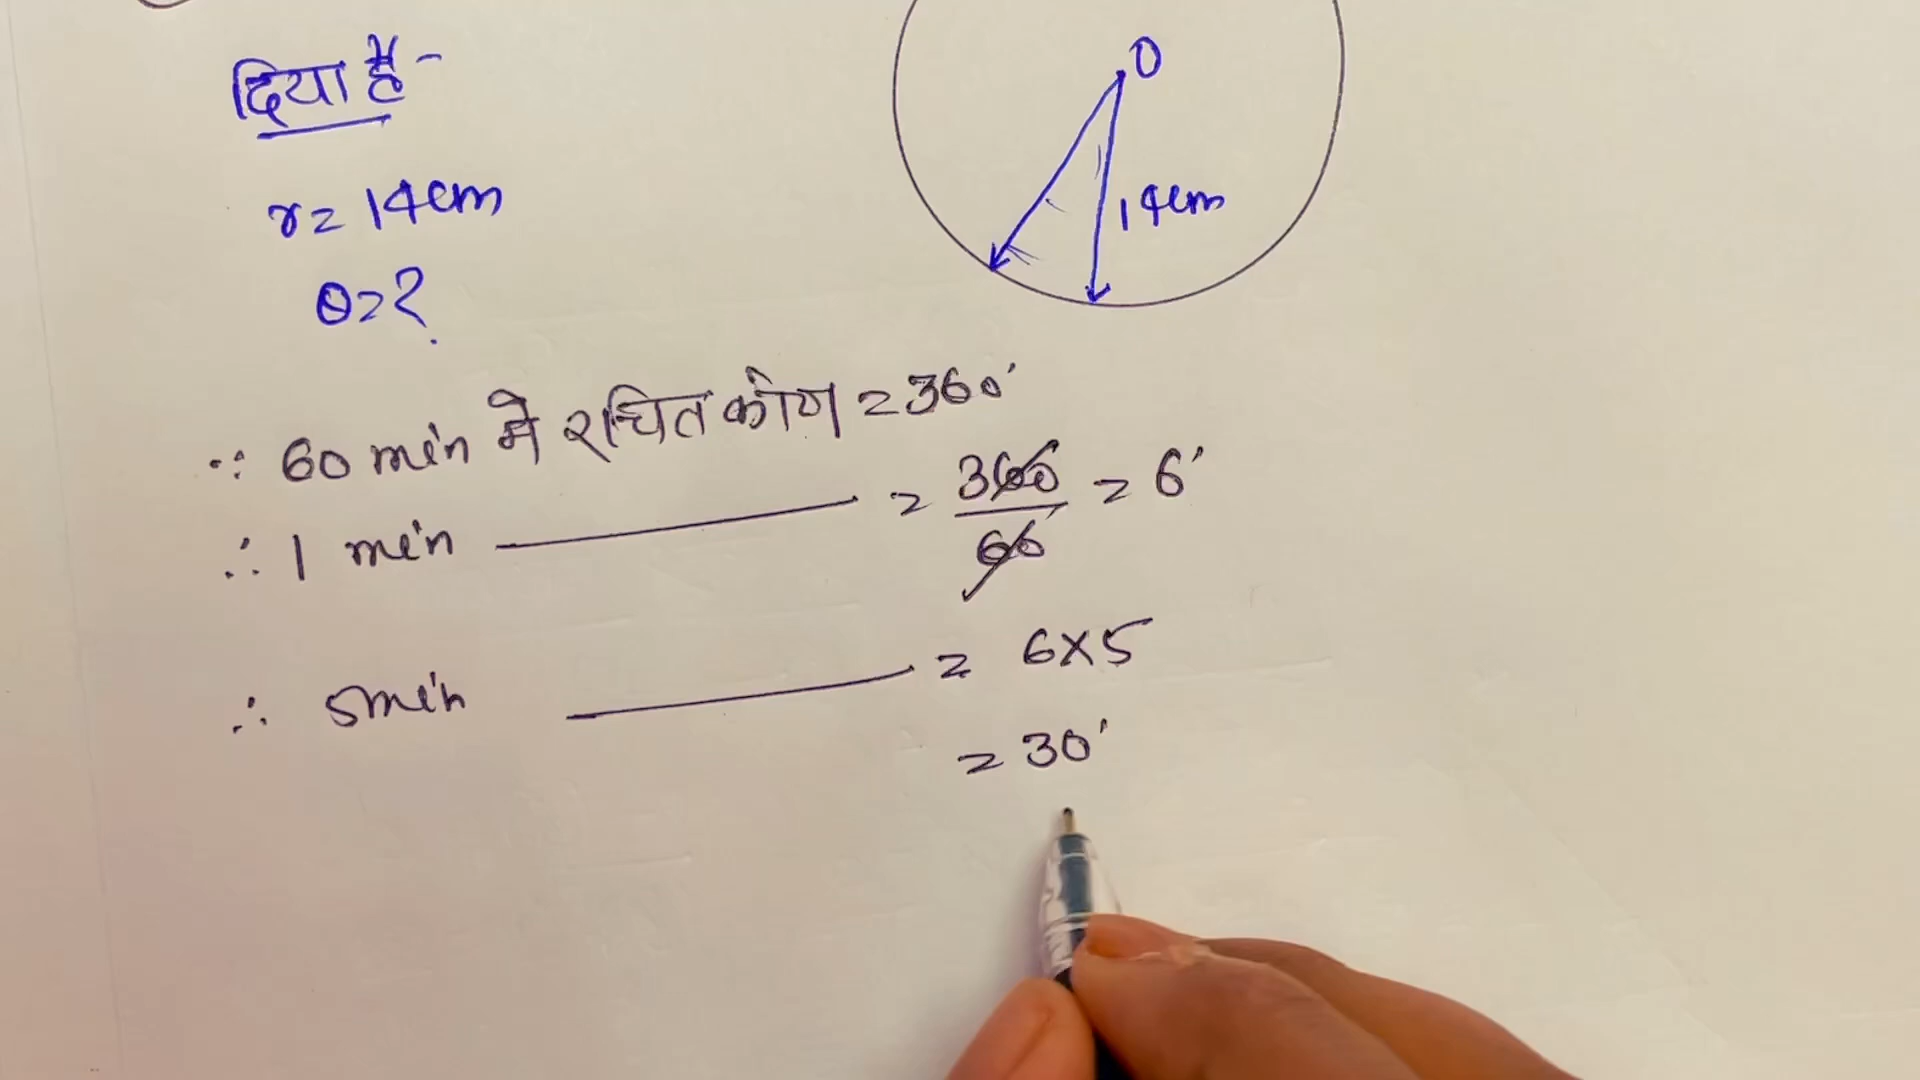 दिया है-
r = 14cm
θ = ?
O
14cm
∵ 60 min में रचित कोण = 360°
∴ 1 min ——— = 360/60 = 6°
∴ 5min ——— = 6×5
= 30°